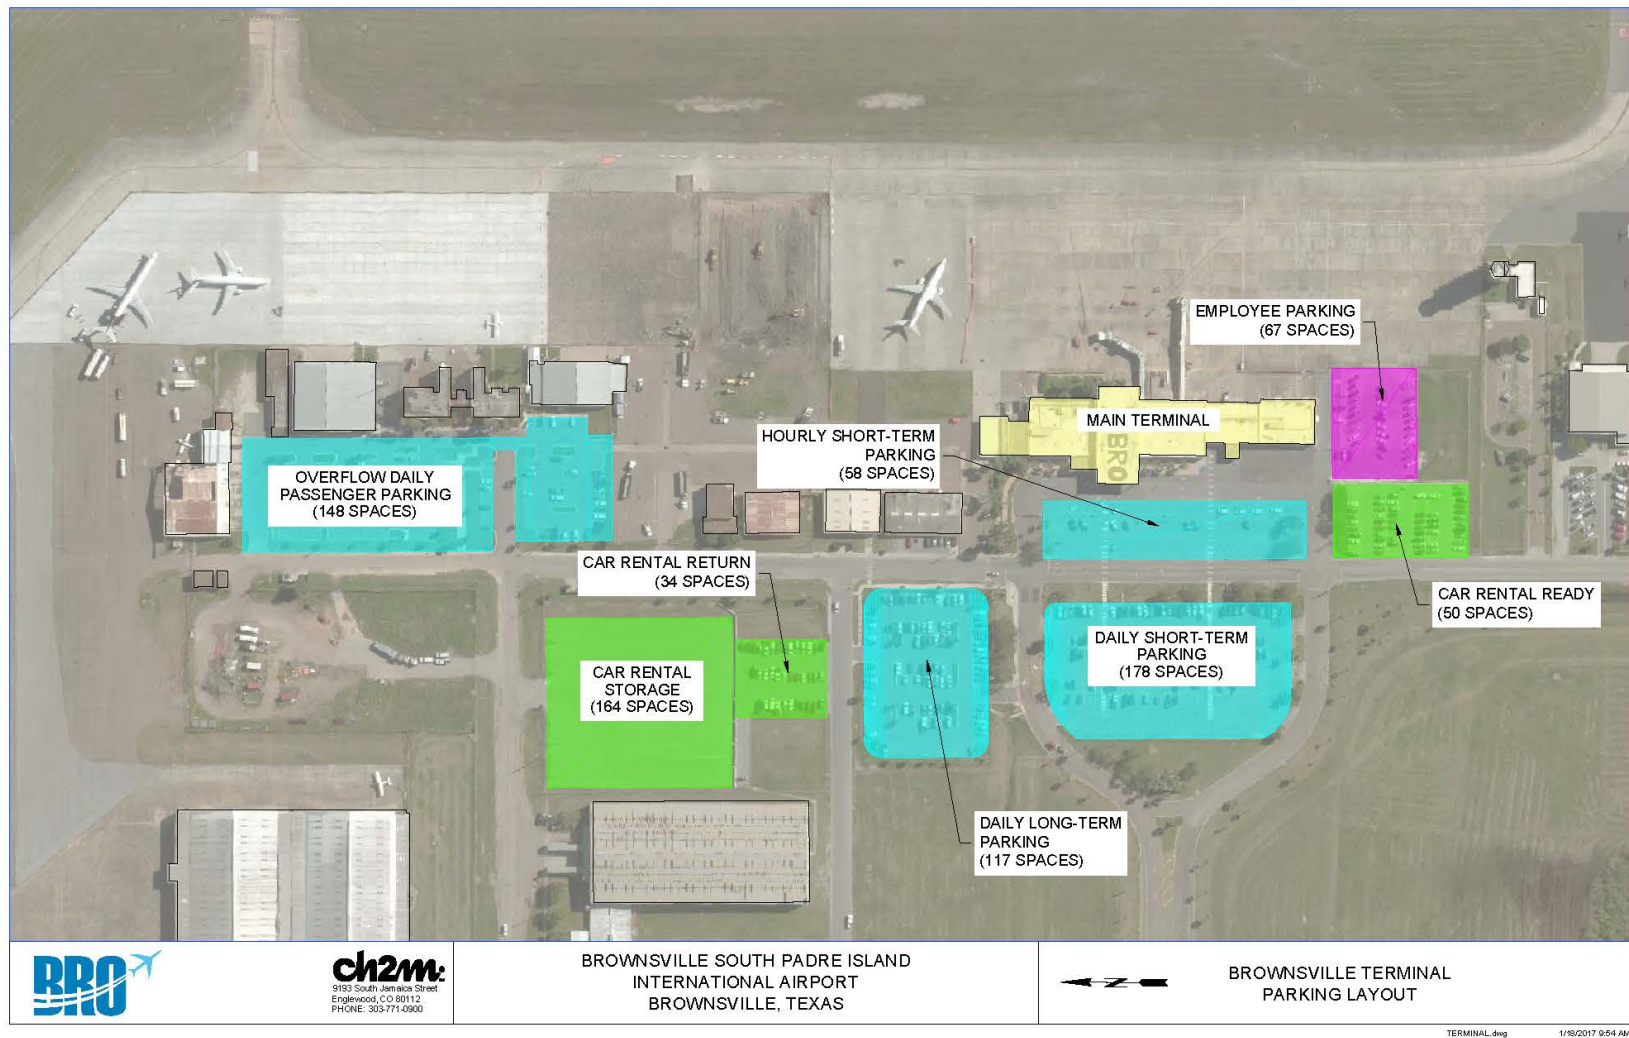 EMPLOYEE PARKING
(67 SPACES)
MAIN TERMINAL
BRO
HOURLY SHORT-TERM
PARKING
(58 SPACES)
OVERFLOW DAILY
PASSENGER PARKING
(148 SPACES)
CAR RENTAL RETURN
(34 SPACES)
CAR RENTAL READY
(50 SPACES)
DAILY SHORT-TERM
PARKING
(178 SPACES)
CAR RENTAL
STORAGE
(164 SPACES)
DAILY LONG-TERM
PARKING
(117 SPACES)
BRO
ch2m:
9193 South Jamaica Street
Englewood, CO 80112
PHONE: 303-771-0900
BROWNSVILLE SOUTH PADRE ISLAND
INTERNATIONAL AIRPORT
BROWNSVILLE, TEXAS
N
BROWNSVILLE TERMINAL
PARKING LAYOUT
TERMINAL.dwg 1/18/2017 9:54 AM